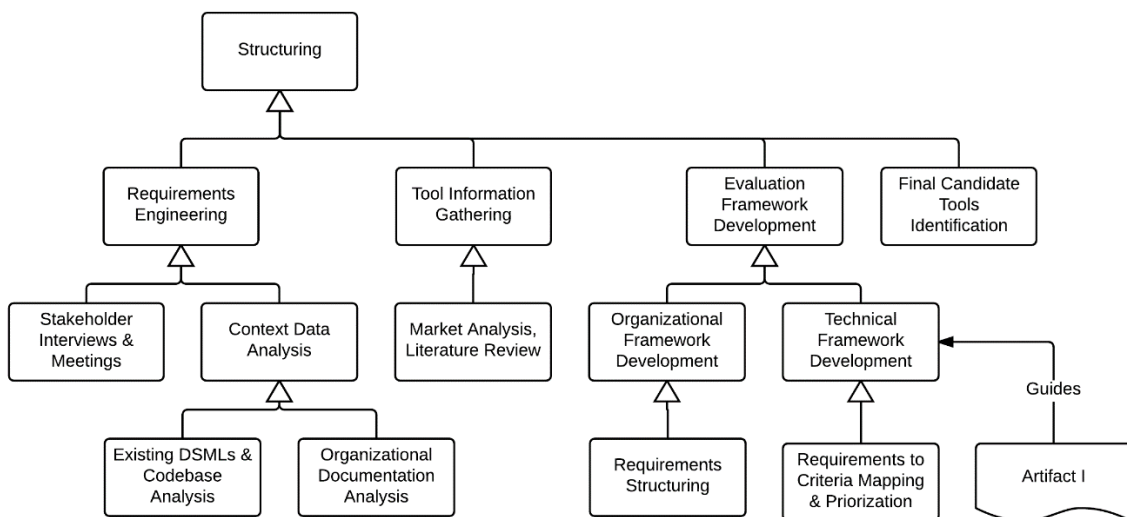 Structuring
Requirements
Engineering
Tool Information
Gathering
Evaluation
Framework
Development
Final Candidate
Tools
Identification
Stakeholder
Interviews &
Meetings
Context Data
Analysis
Market Analysis,
Literature Review
Organizational
Framework
Development
Technical
Framework
Development
Guides
Existing DSMLs &
Codebase
Analysis
Organizational
Documentation
Analysis
Requirements
Structuring
Requirements to
Criteria Mapping
& Priorization
Artifact I